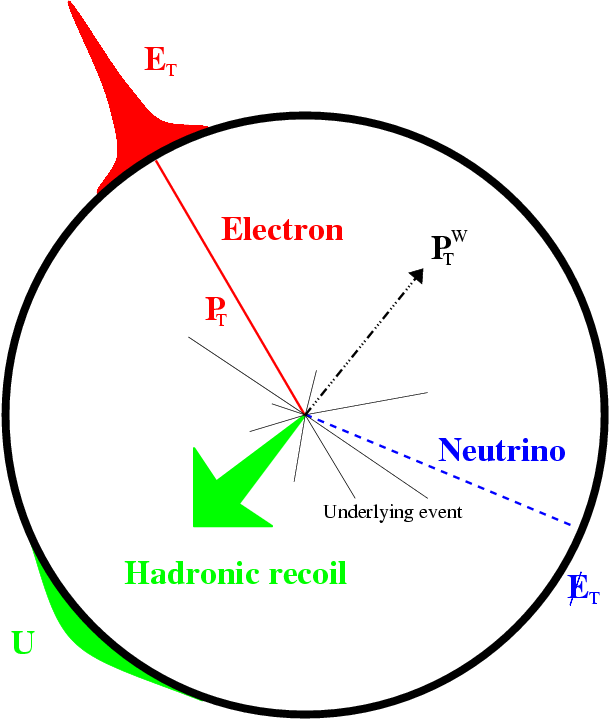 E_T
Electron
P_T^W
P_T
Neutrino
Underlying event
Hadronic recoil
E̸_T
U